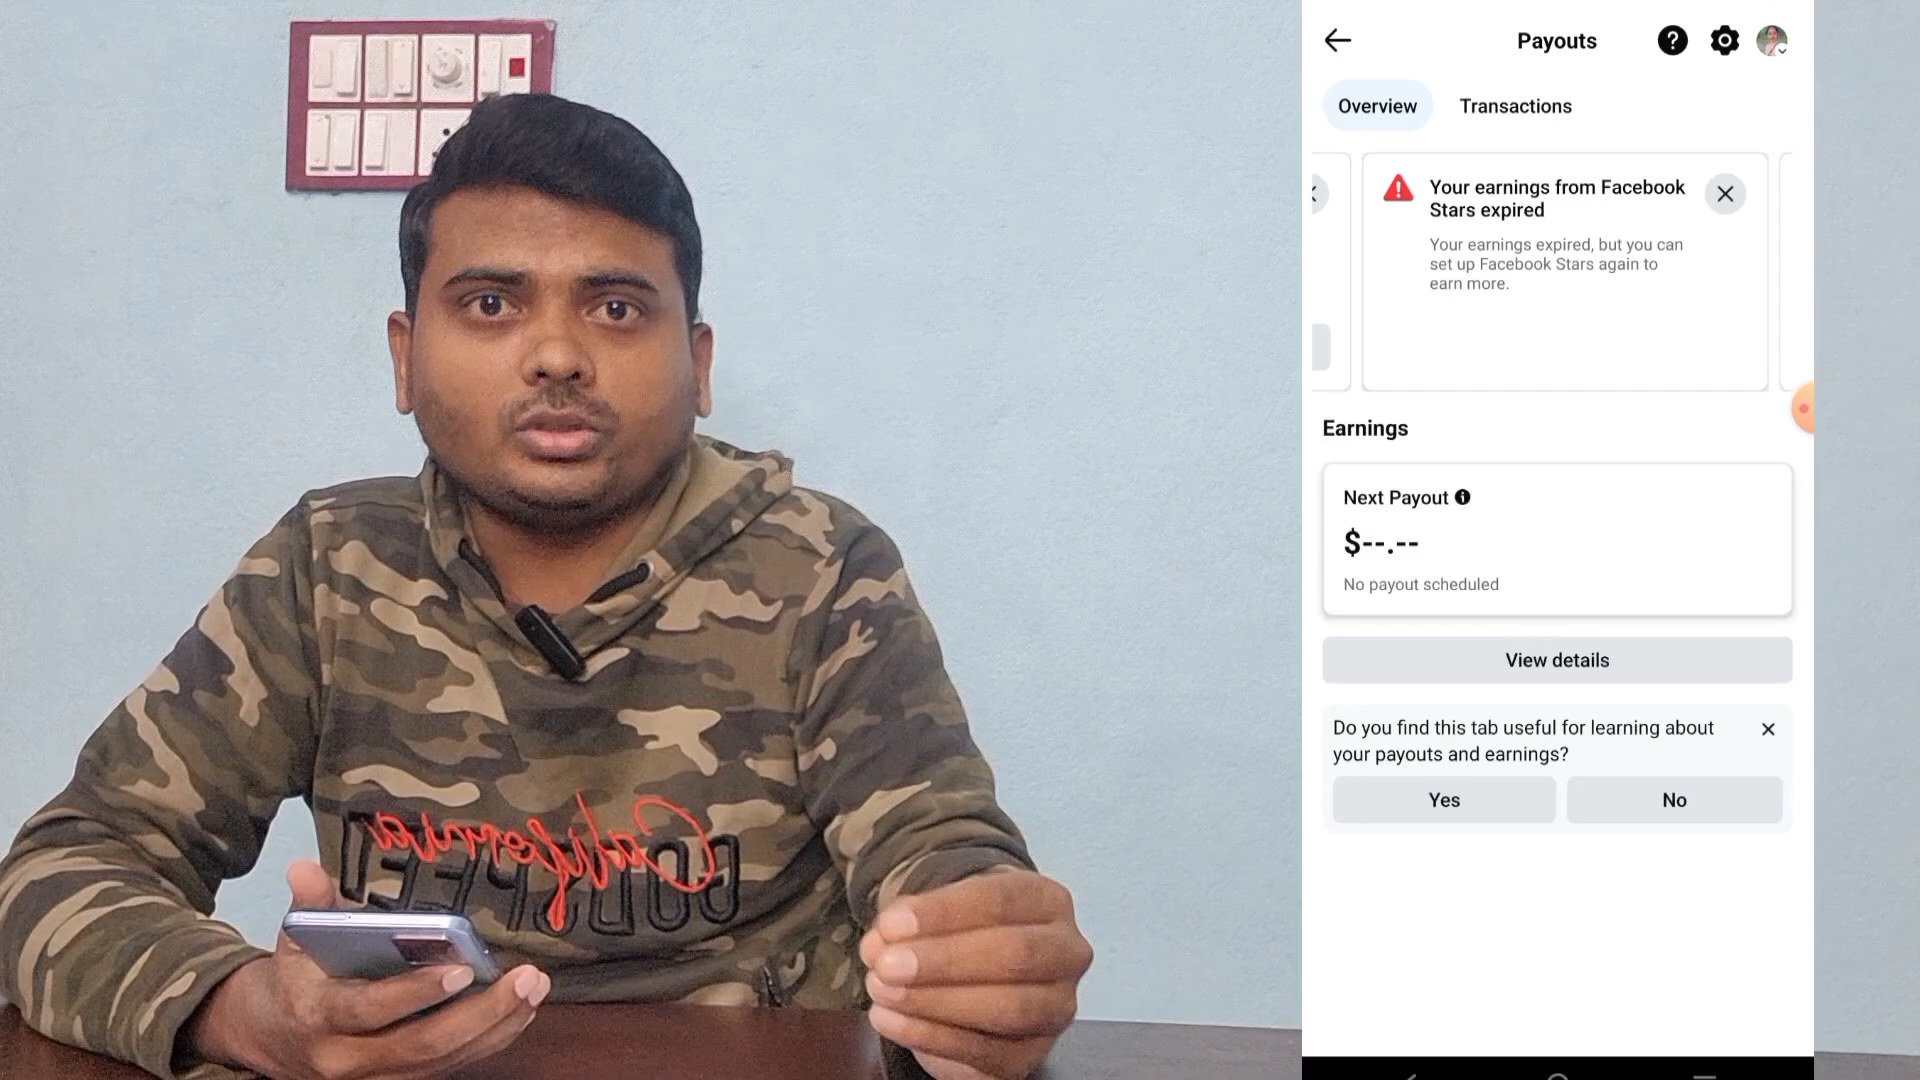 Payouts
Overview
Transactions
Your earnings from Facebook
Stars expired
Your earnings expired, but you can
set up Facebook Stars again to
earn more.
Earnings
Next Payout
$--.--
No payout scheduled
View details
Do you find this tab useful for learning about
your payouts and earnings?
Yes
No
California